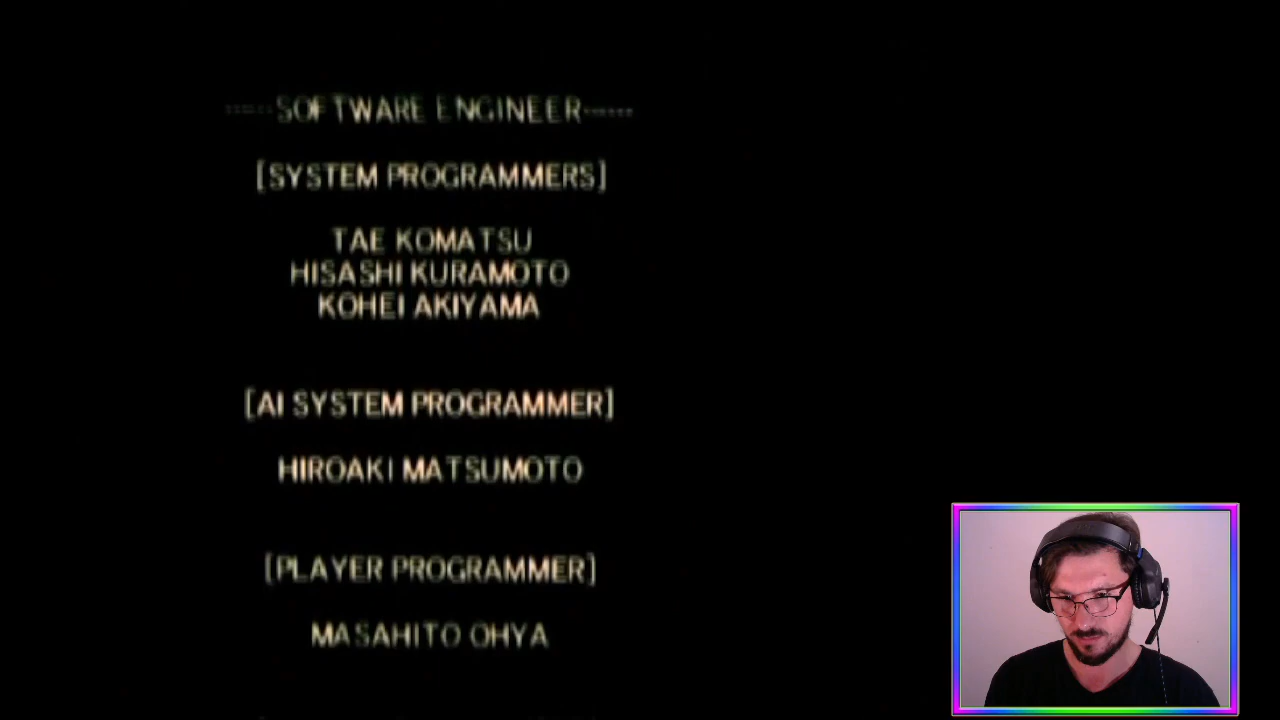 -----SOFTWARE ENGINEER-----
[SYSTEM PROGRAMMERS]
TAE KOMATSU
HISASHI KURAMOTO
KOHEI AKIYAMA
[AI SYSTEM PROGRAMMER]
HIROAKI MATSUMOTO
[PLAYER PROGRAMMER]
MASAHITO OHYA